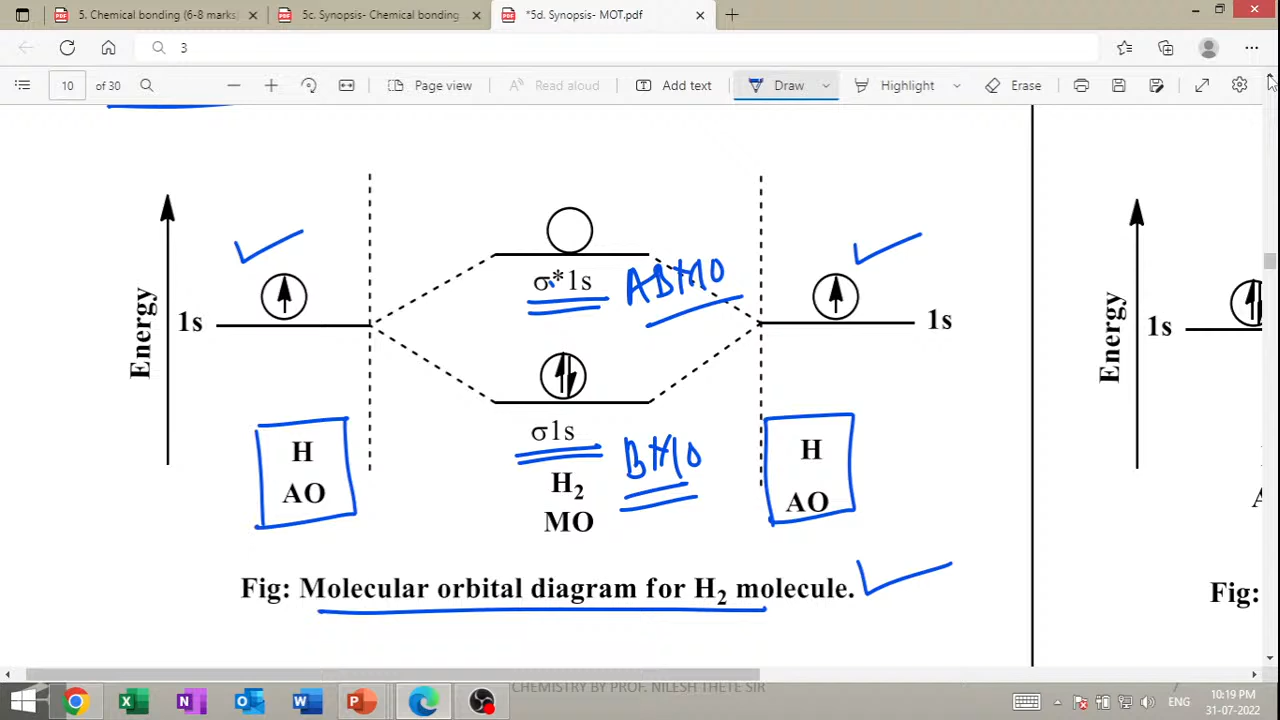 5. Chemical bonding (6-8 marks)
5c. Synopsis- Chemical bonding
*5d. Synopsis- MOT.pdf
3
10 of 30
Page view
Read aloud
Add text
Draw
Highlight
Erase
Energy
1s
σ*1s ABMO
1s
σ1s BMO
H
AO
H₂
MO
H
AO
Fig: Molecular orbital diagram for H₂ molecule.
Energy
1s
Fig:
CHEMISTRY BY PROF. NILESH THETE SIR
ENG
10:19 PM
31-07-2022